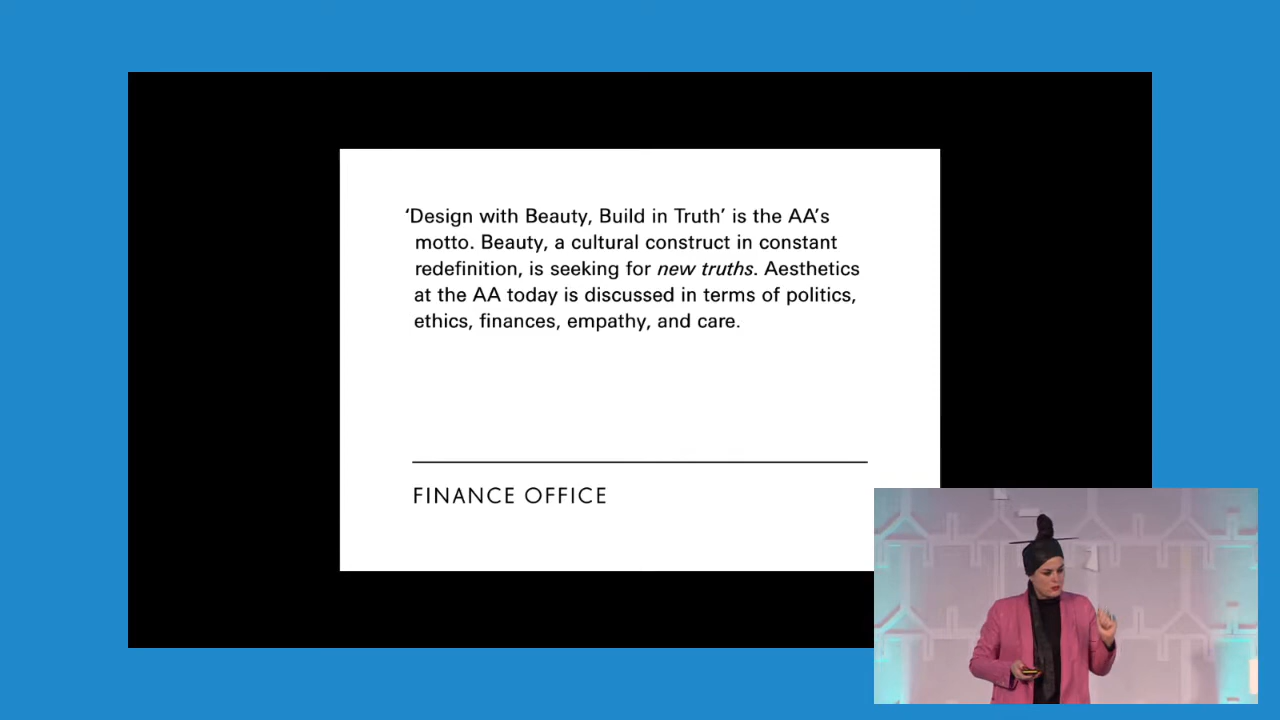 ‘Design with Beauty, Build in Truth’ is the AA’s
motto. Beauty, a cultural construct in constant
redefinition, is seeking for new truths. Aesthetics
at the AA today is discussed in terms of politics,
ethics, finances, empathy, and care.
FINANCE OFFICE